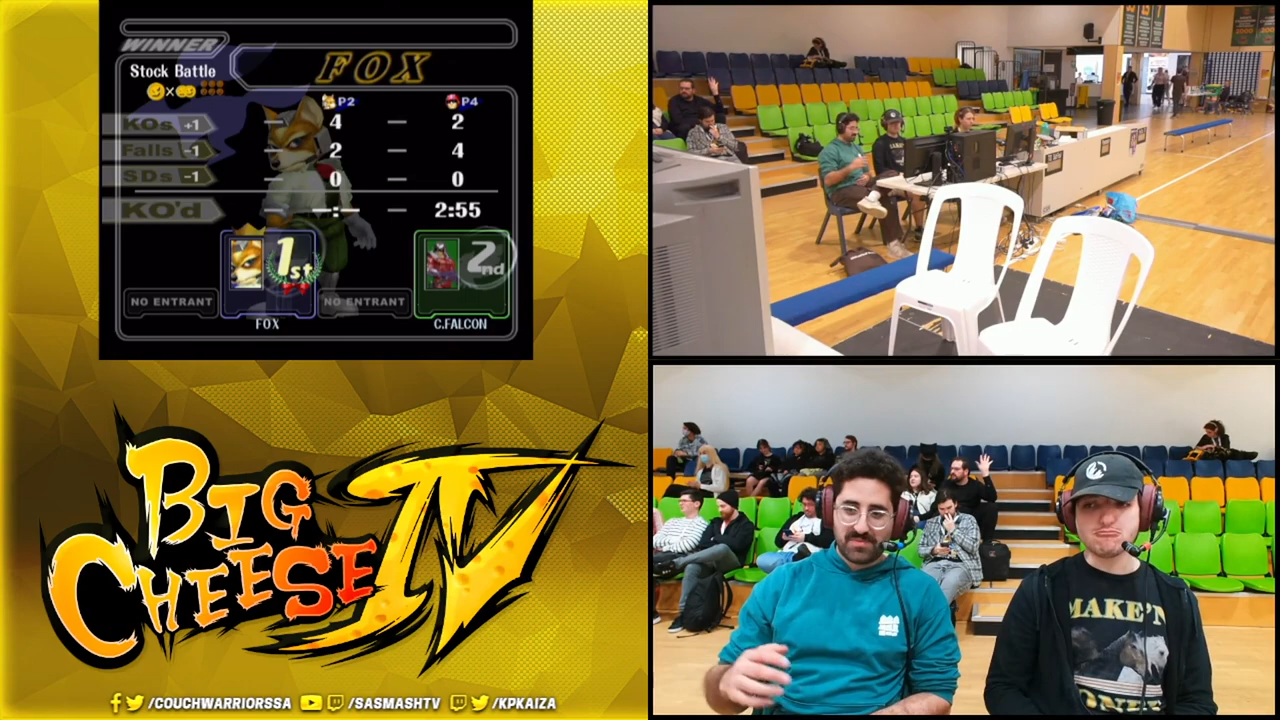 WINNER
FOX
Stock Battle
P2 P4
KOs +1 4 2
Falls -1 2 4
SDs -1 0 0
KO'd -:-- 2:55
1st 2nd
NO ENTRANT NO ENTRANT
FOX C.FALCON
BIG
CHEESE TV
/COUCHWARRIORSSA /SASMASHTV /KPKAIZA
MAKE'N